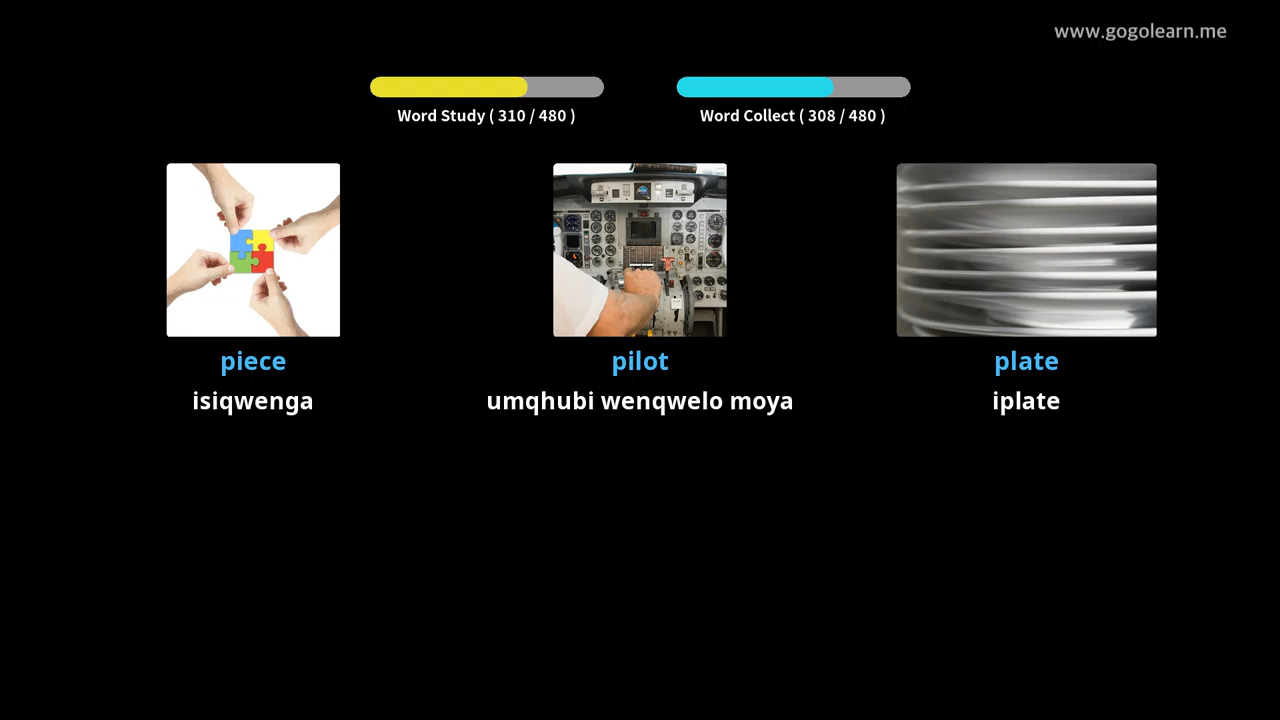 www.gogolearn.me
Word Study ( 310 / 480 )
Word Collect ( 308 / 480 )
piece
pilot
plate
isiqwenga
umqhubi wenqwelo moya
iplate